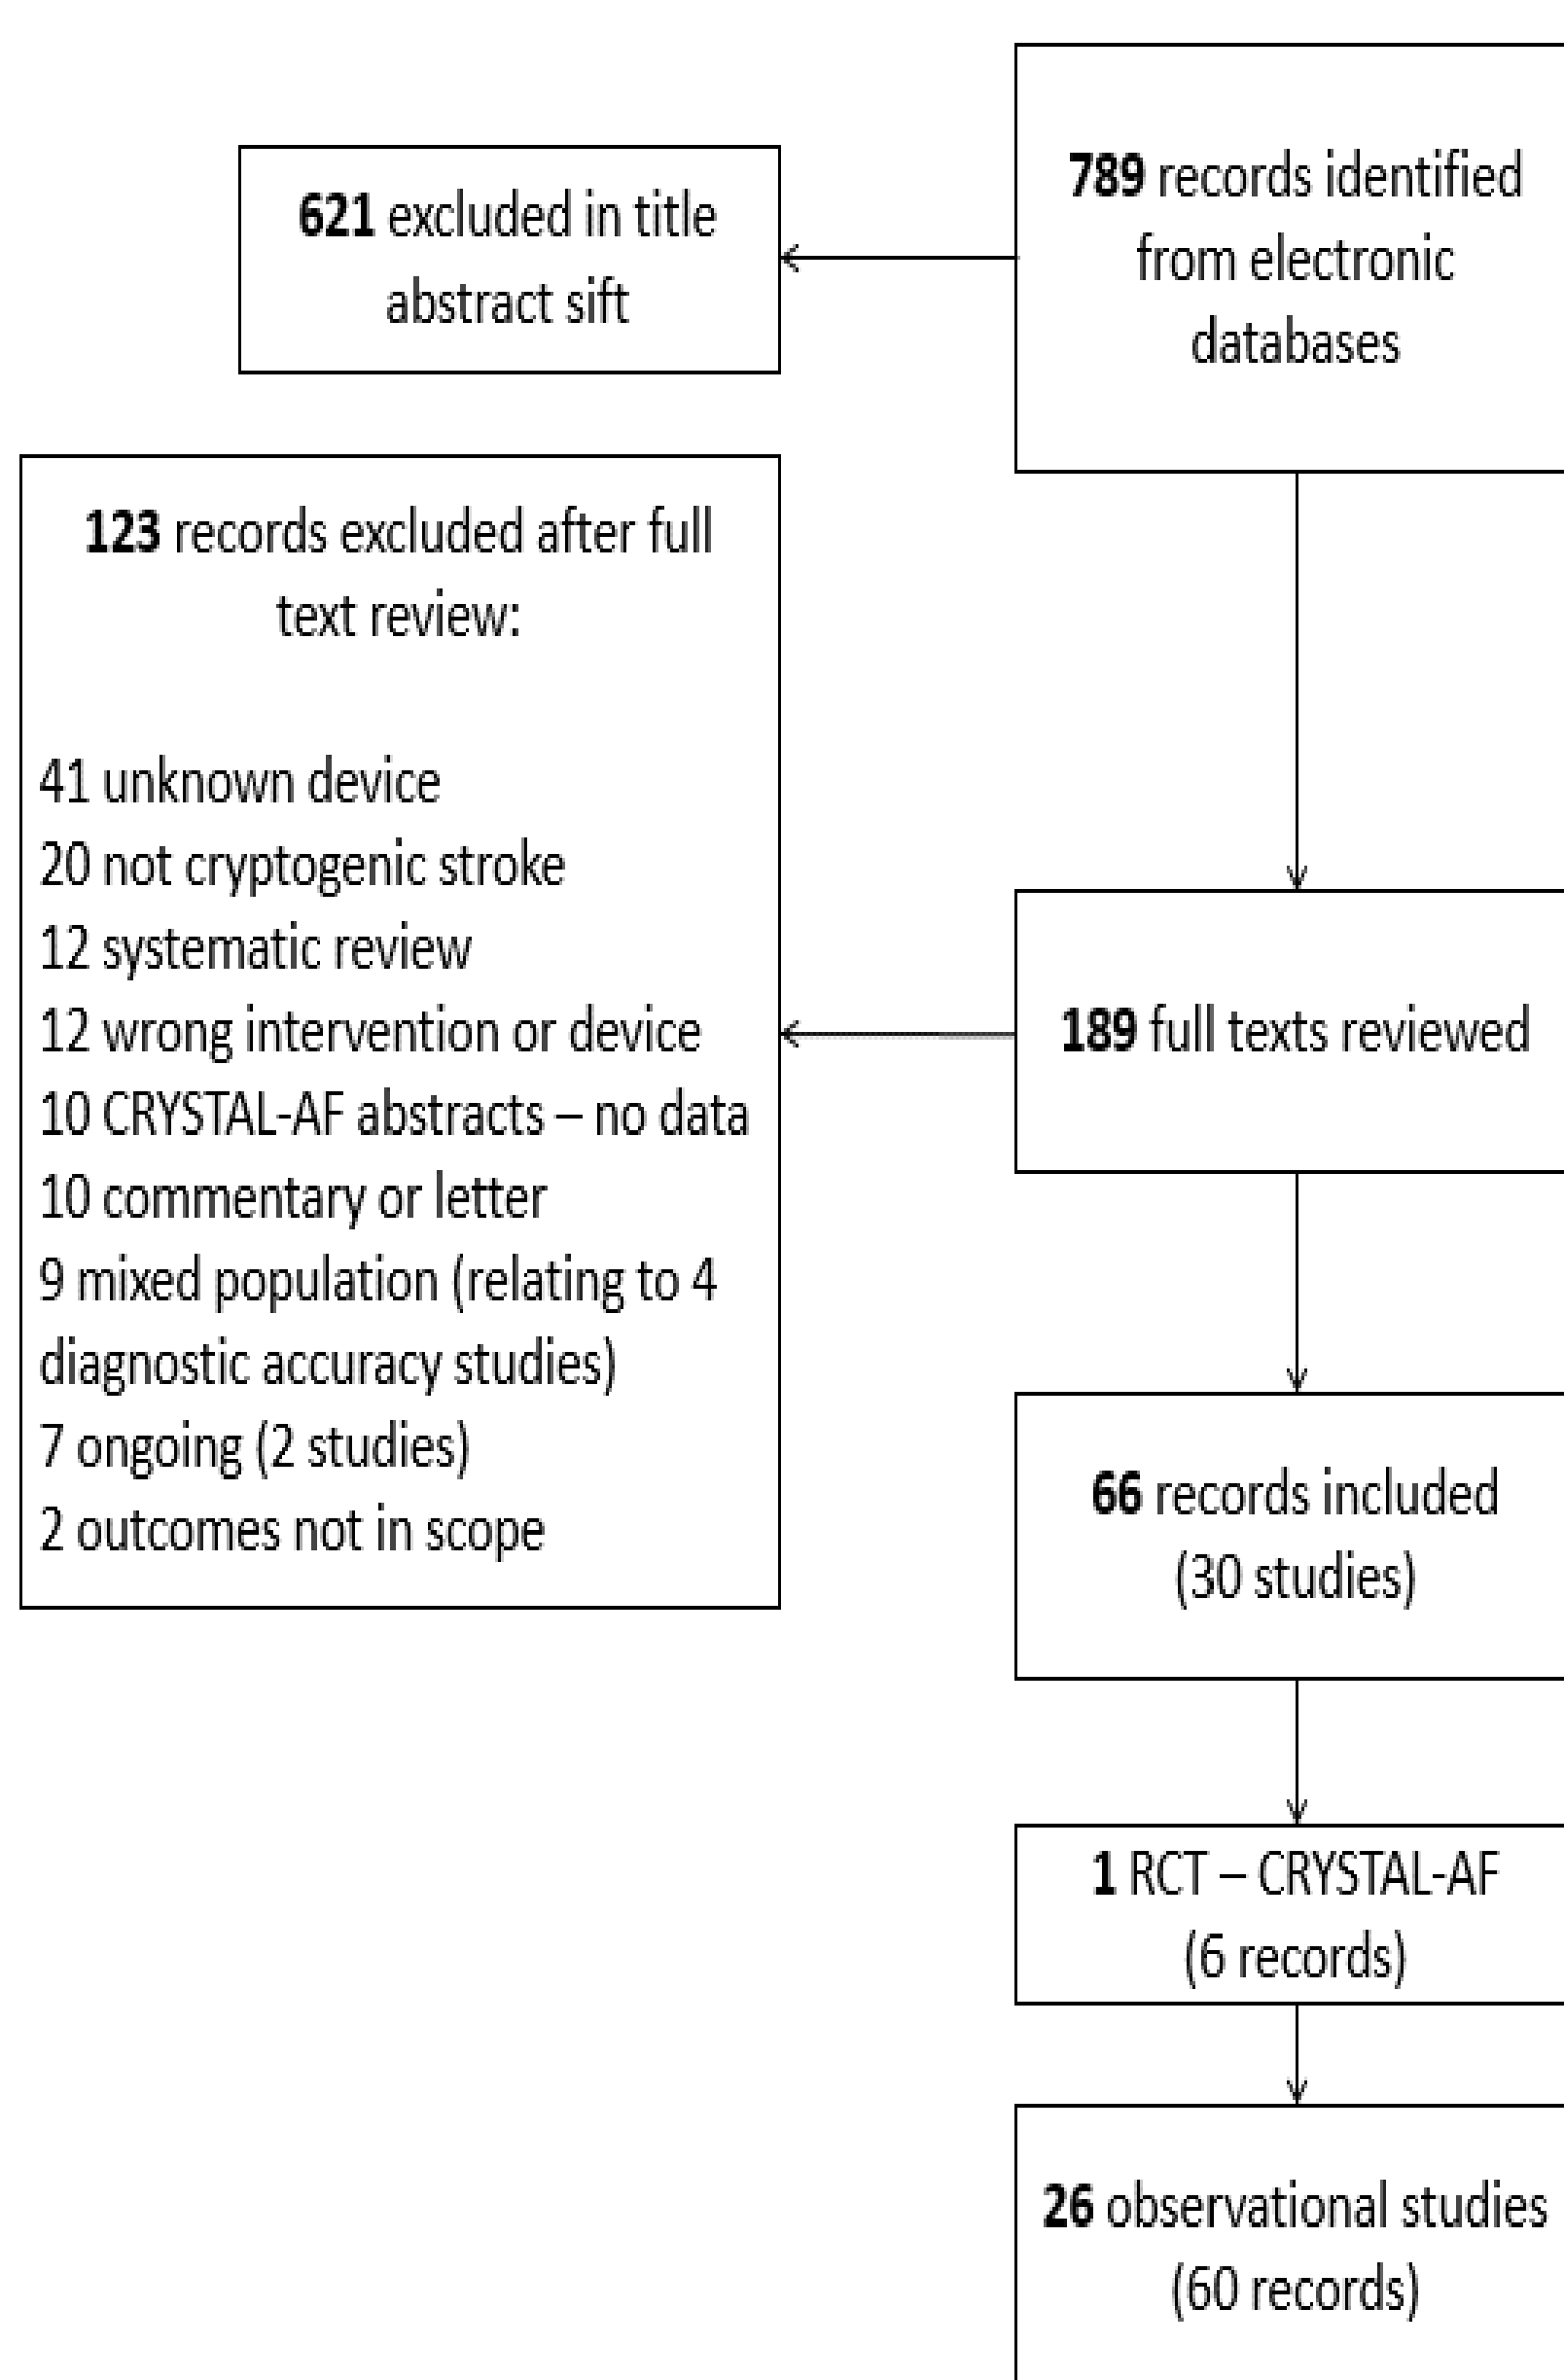 789 records identified
from electronic
databases
621 excluded in title
abstract sift
123 records excluded after full
text review:
41 unknown device
20 not cryptogenic stroke
12 systematic review
12 wrong intervention or device
10 CRYSTAL-AF abstracts – no data
10 commentary or letter
9 mixed population (relating to 4
diagnostic accuracy studies)
7 ongoing (2 studies)
2 outcomes not in scope
189 full texts reviewed
66 records included
(30 studies)
1 RCT – CRYSTAL-AF
(6 records)
26 observational studies
(60 records)